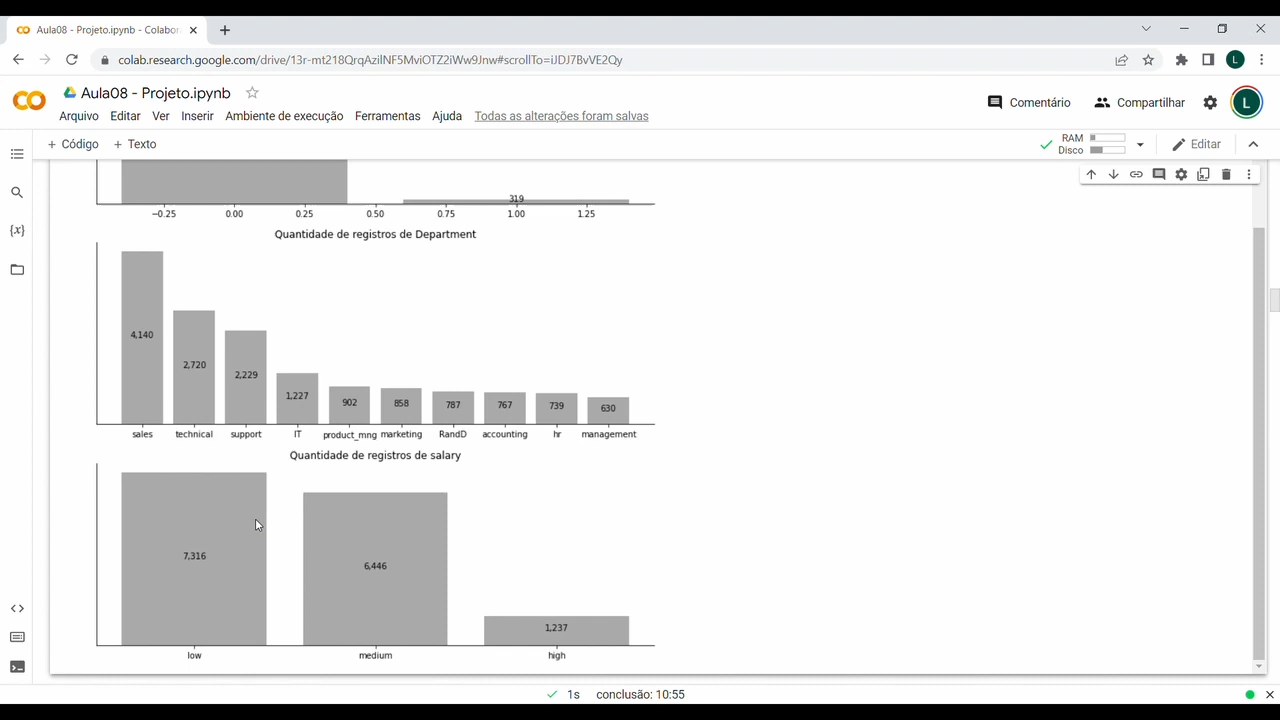 Aula08 - Projeto.ipynb - Colabor
colab.research.google.com/drive/13r-mt218QrqAzilNF5MviOTZ2iWw9Jnw#scrollTo=iJDJ7BvVE2Qy
L
Aula08 - Projeto.ipynb
Comentário
Compartilhar
L
Arquivo Editar Ver Inserir Ambiente de execução Ferramentas Ajuda Todas as alterações foram salvas
+ Código + Texto
RAM
Disco
Editar
{x}
319
−0.25 0.00 0.25 0.50 0.75 1.00 1.25
Quantidade de registros de Department
4,140
2,720
2,229
1,227
902
858
787
767
739
630
sales technical support IT product_mng marketing RandD accounting hr management
Quantidade de registros de salary
7,316
6,446
1,237
low medium high
1s conclusão: 10:55